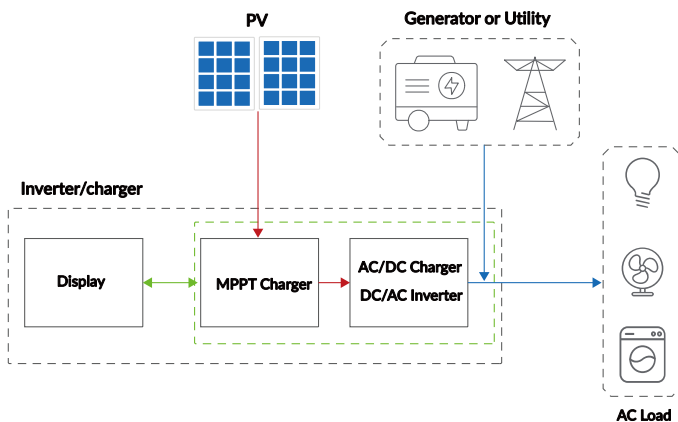 PV
Generator or Utility
Inverter/charger
Display
MPPT Charger
AC/DC Charger
DC/AC Inverter
AC Load